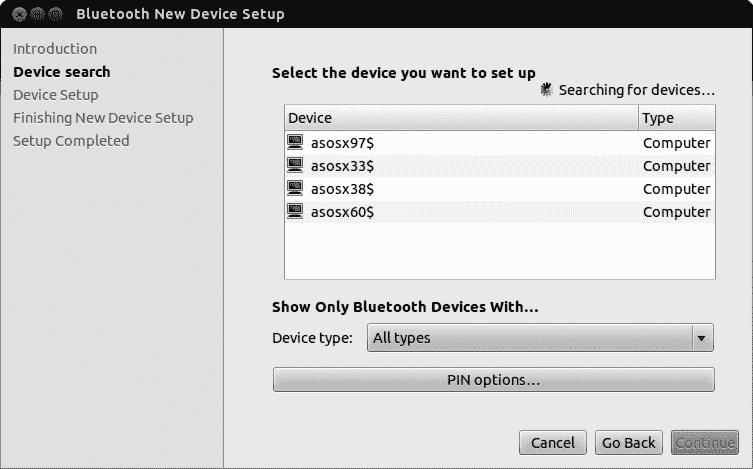 Bluetooth New Device Setup
Introduction
Device search
Device Setup
Finishing New Device Setup
Setup Completed
Select the device you want to set up
Searching for devices...
Device Type
asosx97$ Computer
asosx33$ Computer
asosx38$ Computer
asosx60$ Computer
Show Only Bluetooth Devices With...
Device type: All types
PIN options...
Cancel Go Back Continue